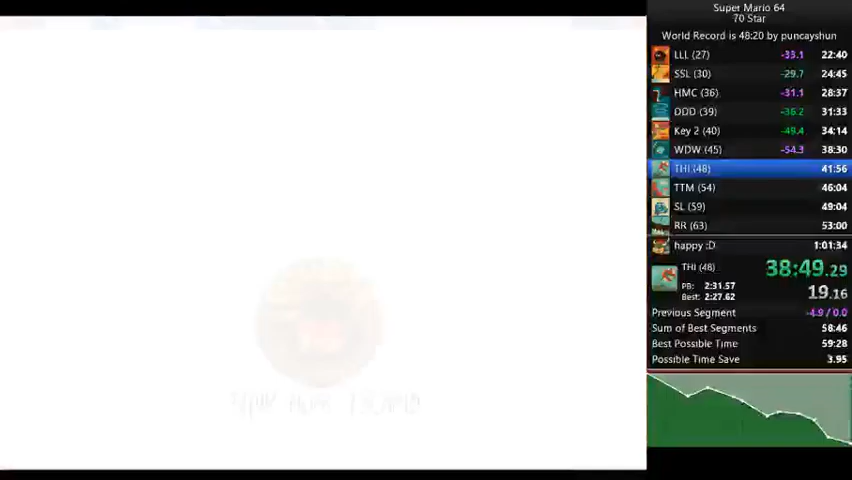 Super Mario 64
70 Star
World Record is 48:20 by puncayshun
LLL (27) -33.1 22:40
SSL (30) -29.7 24:45
HMC (36) -31.1 28:37
DDD (39) -36.2 31:33
Key 2 (40) -49.4 34:14
WDW (45) -54.3 38:30
THI (48) 41:56
TTM (54) 46:04
SL (59) 49:04
RR (63) 53:00
happy :D 1:01:34
THI (48) 38:49.29
PB: 2:31.57
Best: 2:27.62
19.16
Previous Segment -4.9 / 0.0
Sum of Best Segments 58:46
Best Possible Time 59:28
Possible Time Save 3.95